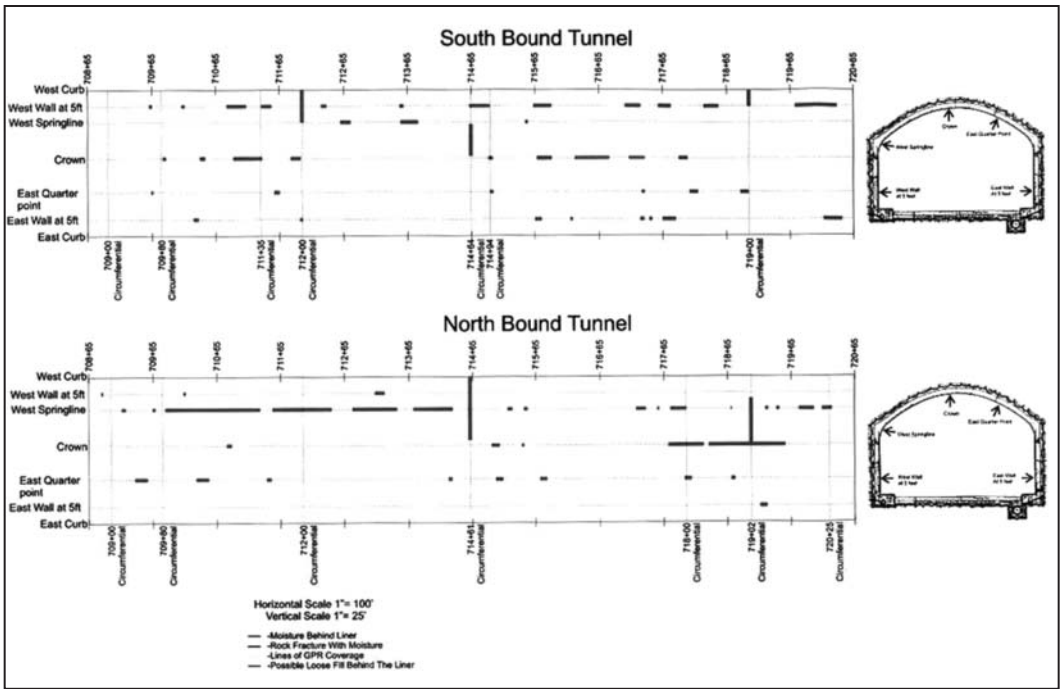 South Bound Tunnel
708+65
709+65
710+65
711+65
712+65
713+65
714+65
715+65
716+65
717+65
718+65
719+65
720+65
West Curb
West Wall at 5ft
West Springline
Crown
East Quarter
point
East Wall at 5ft
East Curb
709+00
Circumferential
709+80
Circumferential
711+35
Circumferential
712+00
Circumferential
714+64
Circumferential
714+94
Circumferential
719+00
Circumferential
Crown
East Quarter Point
West Springline
West Wall
at 5 feet
East Wall
At 5 feet
North Bound Tunnel
708+65
709+65
710+65
711+65
712+65
713+65
714+65
715+65
716+65
717+65
718+65
719+65
720+65
West Curb
West Wall at 5ft
West Springline
Crown
East Quarter
point
East Wall at 5ft
East Curb
709+00
Circumferential
709+80
Circumferential
712+00
Circumferential
714+61
Circumferential
718+00
Circumferential
719+02
Circumferential
720+25
Circumferential
Crown
East Quarter Point
West Springline
West Wall
at 5 feet
East Wall
At 5 feet
Horizontal Scale 1"= 100'
Vertical Scale 1"= 25'
-Moisture Behind Liner
-Rock Fracture With Moisture
-Lines of GPR Coverage
-Possible Loose Fill Behind The Liner